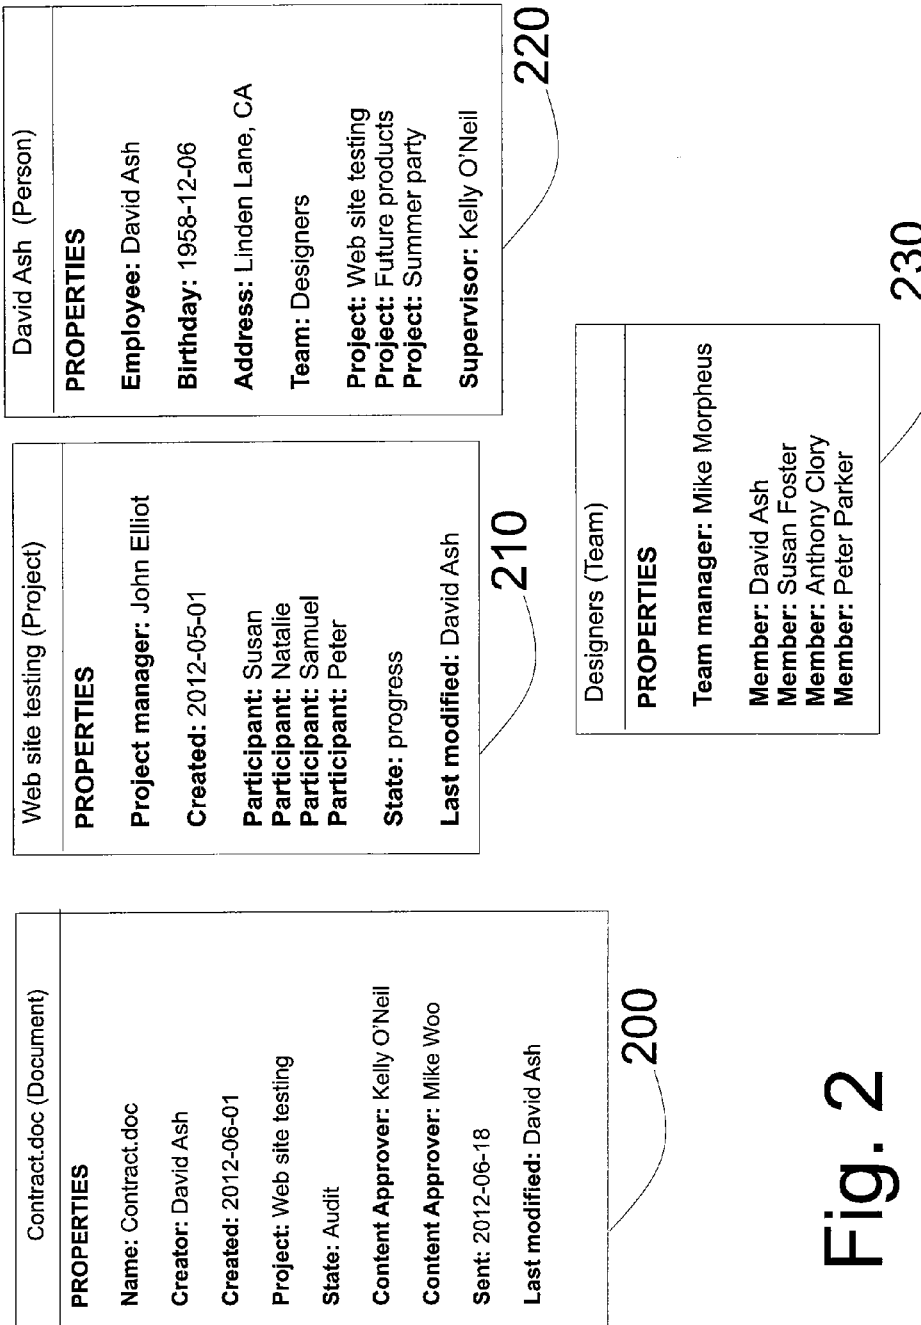 Contract.doc (Document)
PROPERTIES
Name: Contract.doc
Creator: David Ash
Created: 2012-06-01
Project: Web site testing
State: Audit
Content Approver: Kelly O'Neil
Content Approver: Mike Woo
Sent: 2012-06-18
Last modified: David Ash
200
Web site testing (Project)
PROPERTIES
Project manager: John Elliot
Created: 2012-05-01
Participant: Susan
Participant: Natalie
Participant: Samuel
Participant: Peter
State: progress
Last modified: David Ash
210
David Ash (Person)
PROPERTIES
Employee: David Ash
Birthday: 1958-12-06
Address: Linden Lane, CA
Team: Designers
Project: Web site testing
Project: Future products
Project: Summer party
Supervisor: Kelly O'Neil
220
Designers (Team)
PROPERTIES
Team manager: Mike Morpheus
Member: David Ash
Member: Susan Foster
Member: Anthony Clory
Member: Peter Parker
230
Fig. 2